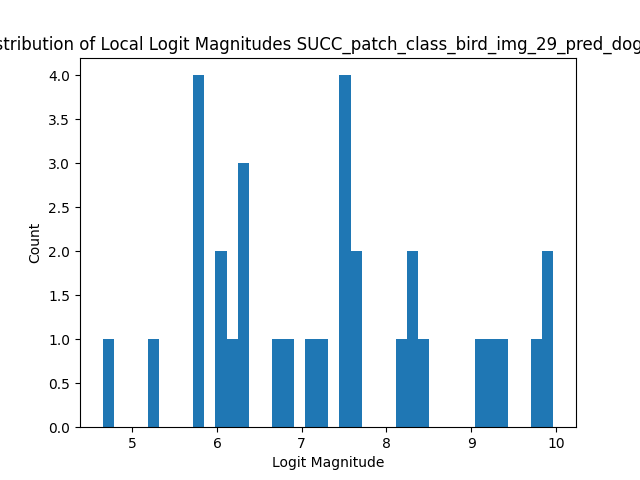 stribution of Local Logit Magnitudes SUCC_patch_class_bird_img_29_pred_dog
4.0
3.5
3.0
2.5
2.0
1.5
1.0
0.5
0.0
Count
5 6 7 8 9 10
Logit Magnitude